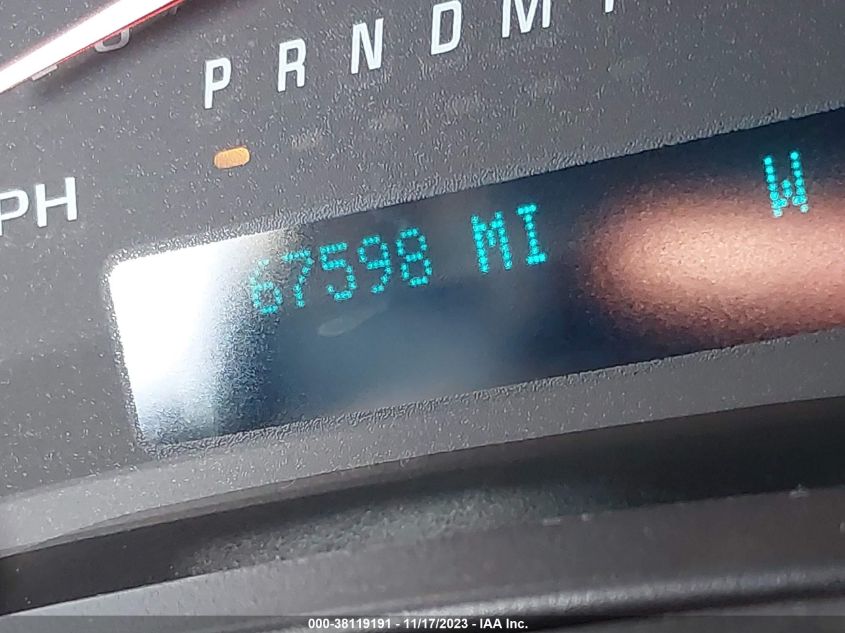 P R N D M
PH
67598 MI
W
000-38119191 - 11/17/2023 - IAA Inc.